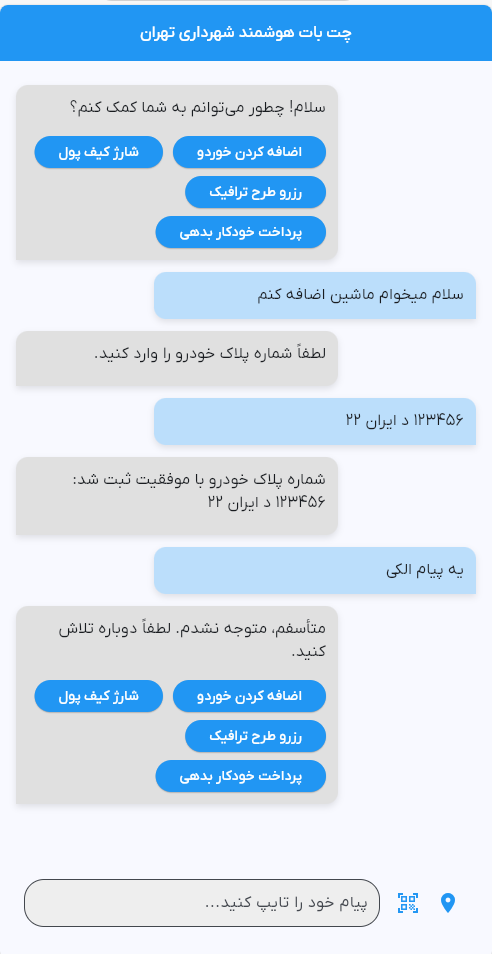 چت بات هوشمند شهرداری تهران
سلام! چطور می‌توانم به شما کمک کنم؟
اضافه کردن خوردو
شارژ کیف پول
رزرو طرح ترافیک
پرداخت خودکار بدهی
سلام میخوام ماشین اضافه کنم
لطفاً شماره پلاک خودرو را وارد کنید.
۱۲۳۴۵۶ د ایران ۲۲
شماره پلاک خودرو با موفقیت ثبت شد:
۱۲۳۴۵۶ د ایران ۲۲
یه پیام الکی
متأسفم، متوجه نشدم. لطفاً دوباره تلاش
کنید.
اضافه کردن خوردو
شارژ کیف پول
رزرو طرح ترافیک
پرداخت خودکار بدهی
پیام خود را تایپ کنید...